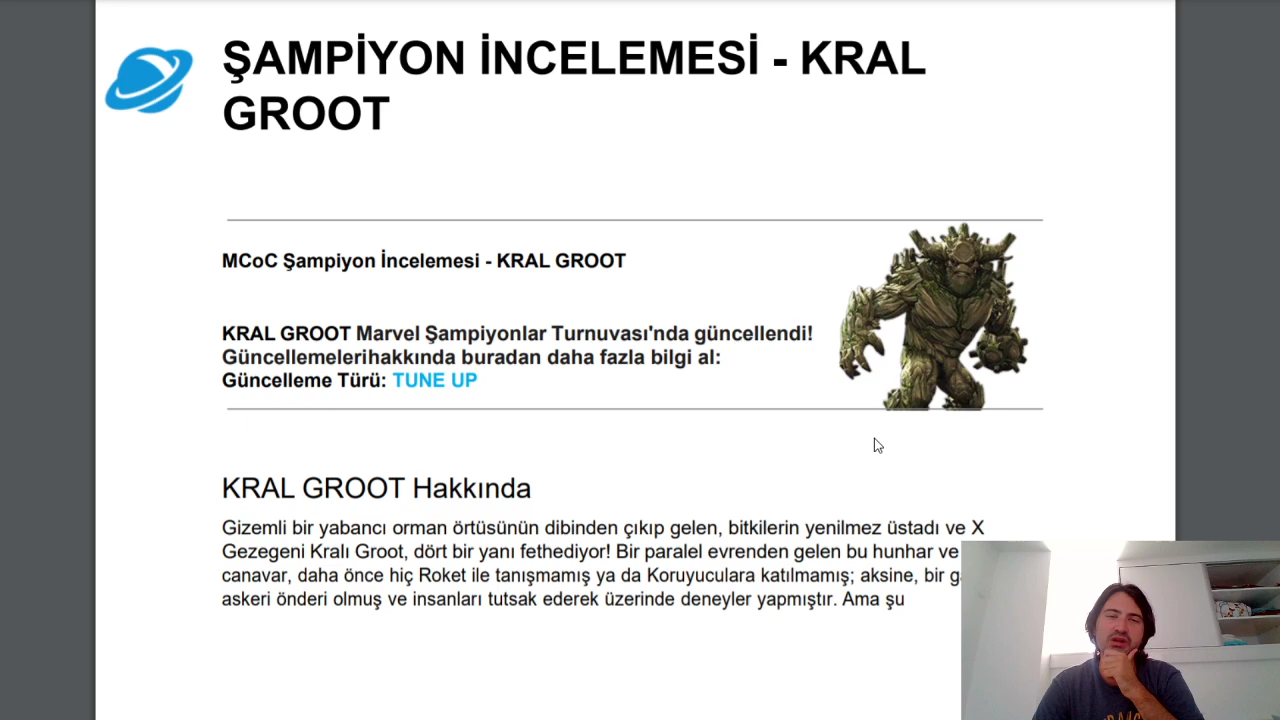 ŞAMPİYON İNCELEMESİ - KRAL
GROOT
MCoC Şampiyon İncelemesi - KRAL GROOT
KRAL GROOT Marvel Şampiyonlar Turnuvası'nda güncellendi!
Güncellemelerihakkında buradan daha fazla bilgi al:
Güncelleme Türü: TUNE UP
KRAL GROOT Hakkında
Gizemli bir yabancı orman örtüsünün dibinden çıkıp gelen, bitkilerin yenilmez üstadı ve X
Gezegeni Kralı Groot, dört bir yanı fethediyor! Bir paralel evrenden gelen bu hunhar ve
canavar, daha önce hiç Roket ile tanışmamış ya da Koruyuculara katılmamış; aksine, bir
askeri önderi olmuş ve insanları tutsak ederek üzerinde deneyler yapmıştır. Ama şu